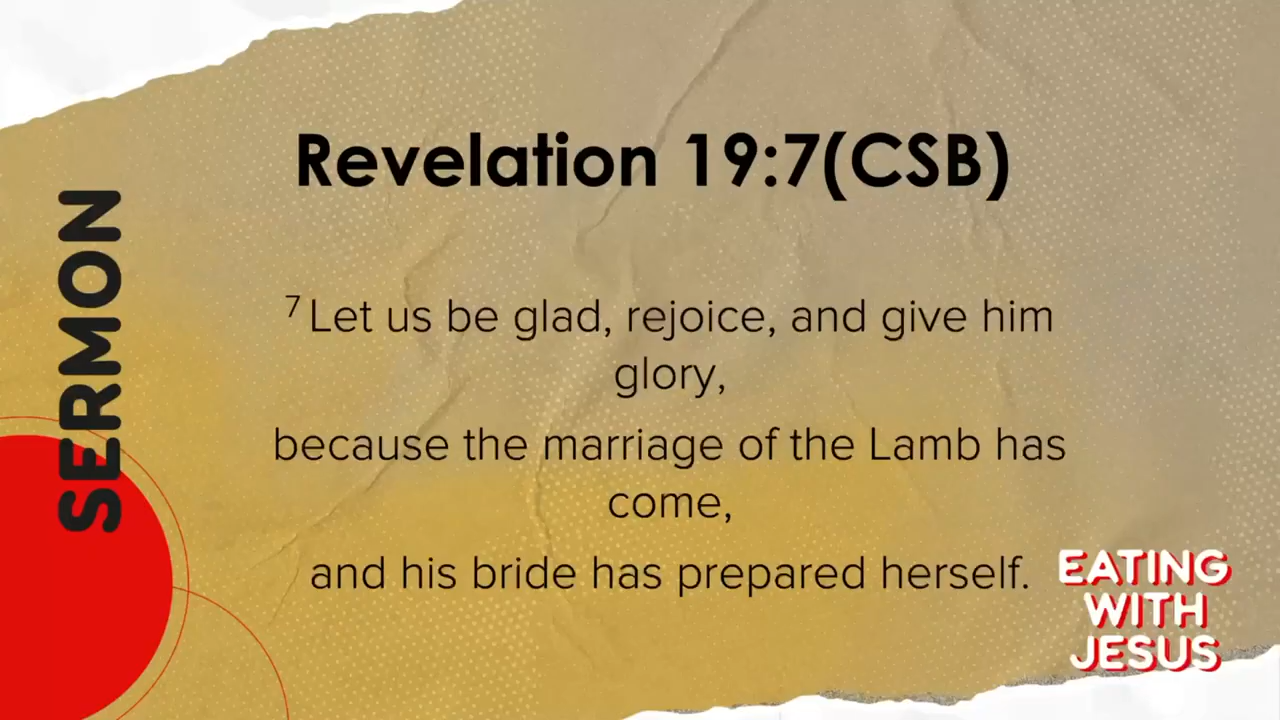 SERMON
Revelation 19:7(CSB)
⁷ Let us be glad, rejoice, and give him
glory,
because the marriage of the Lamb has
come,
and his bride has prepared herself.
EATING
WITH
JESUS